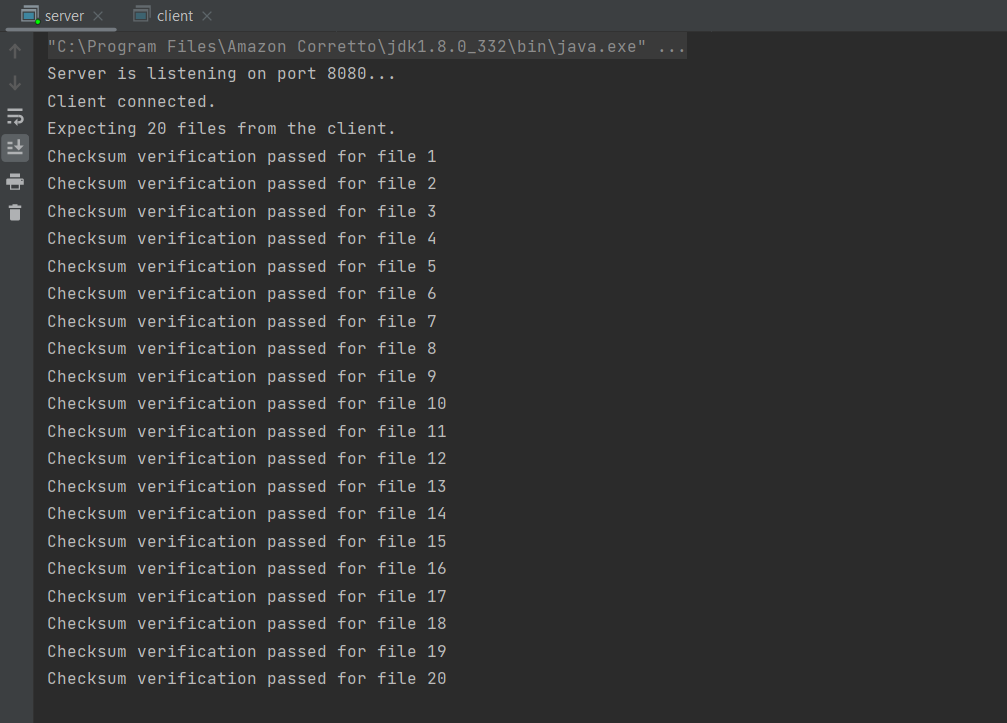 server
client
"C:\Program Files\Amazon Corretto\jdk1.8.0_332\bin\java.exe" ...
Server is listening on port 8080...
Client connected.
Expecting 20 files from the client.
Checksum verification passed for file 1
Checksum verification passed for file 2
Checksum verification passed for file 3
Checksum verification passed for file 4
Checksum verification passed for file 5
Checksum verification passed for file 6
Checksum verification passed for file 7
Checksum verification passed for file 8
Checksum verification passed for file 9
Checksum verification passed for file 10
Checksum verification passed for file 11
Checksum verification passed for file 12
Checksum verification passed for file 13
Checksum verification passed for file 14
Checksum verification passed for file 15
Checksum verification passed for file 16
Checksum verification passed for file 17
Checksum verification passed for file 18
Checksum verification passed for file 19
Checksum verification passed for file 20